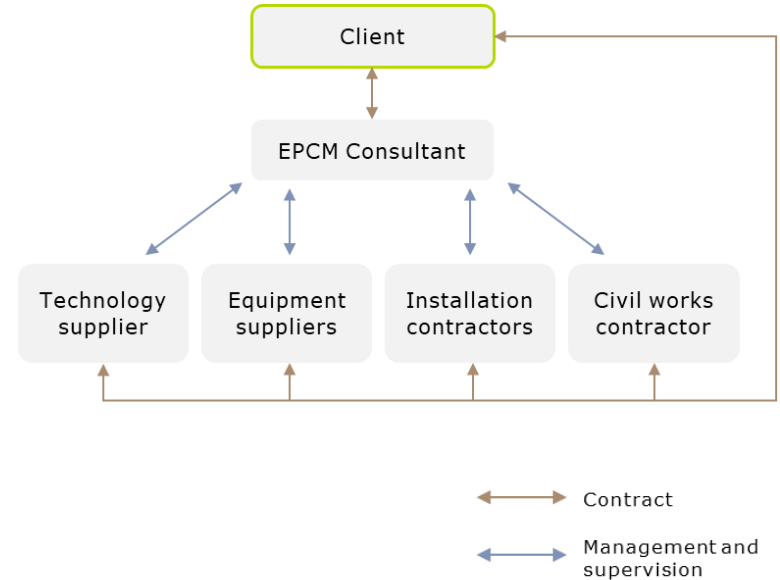 Client
EPCM Consultant
Technology
supplier
Equipment
suppliers
Installation
contractors
Civil works
contractor
Contract
Management and
supervision